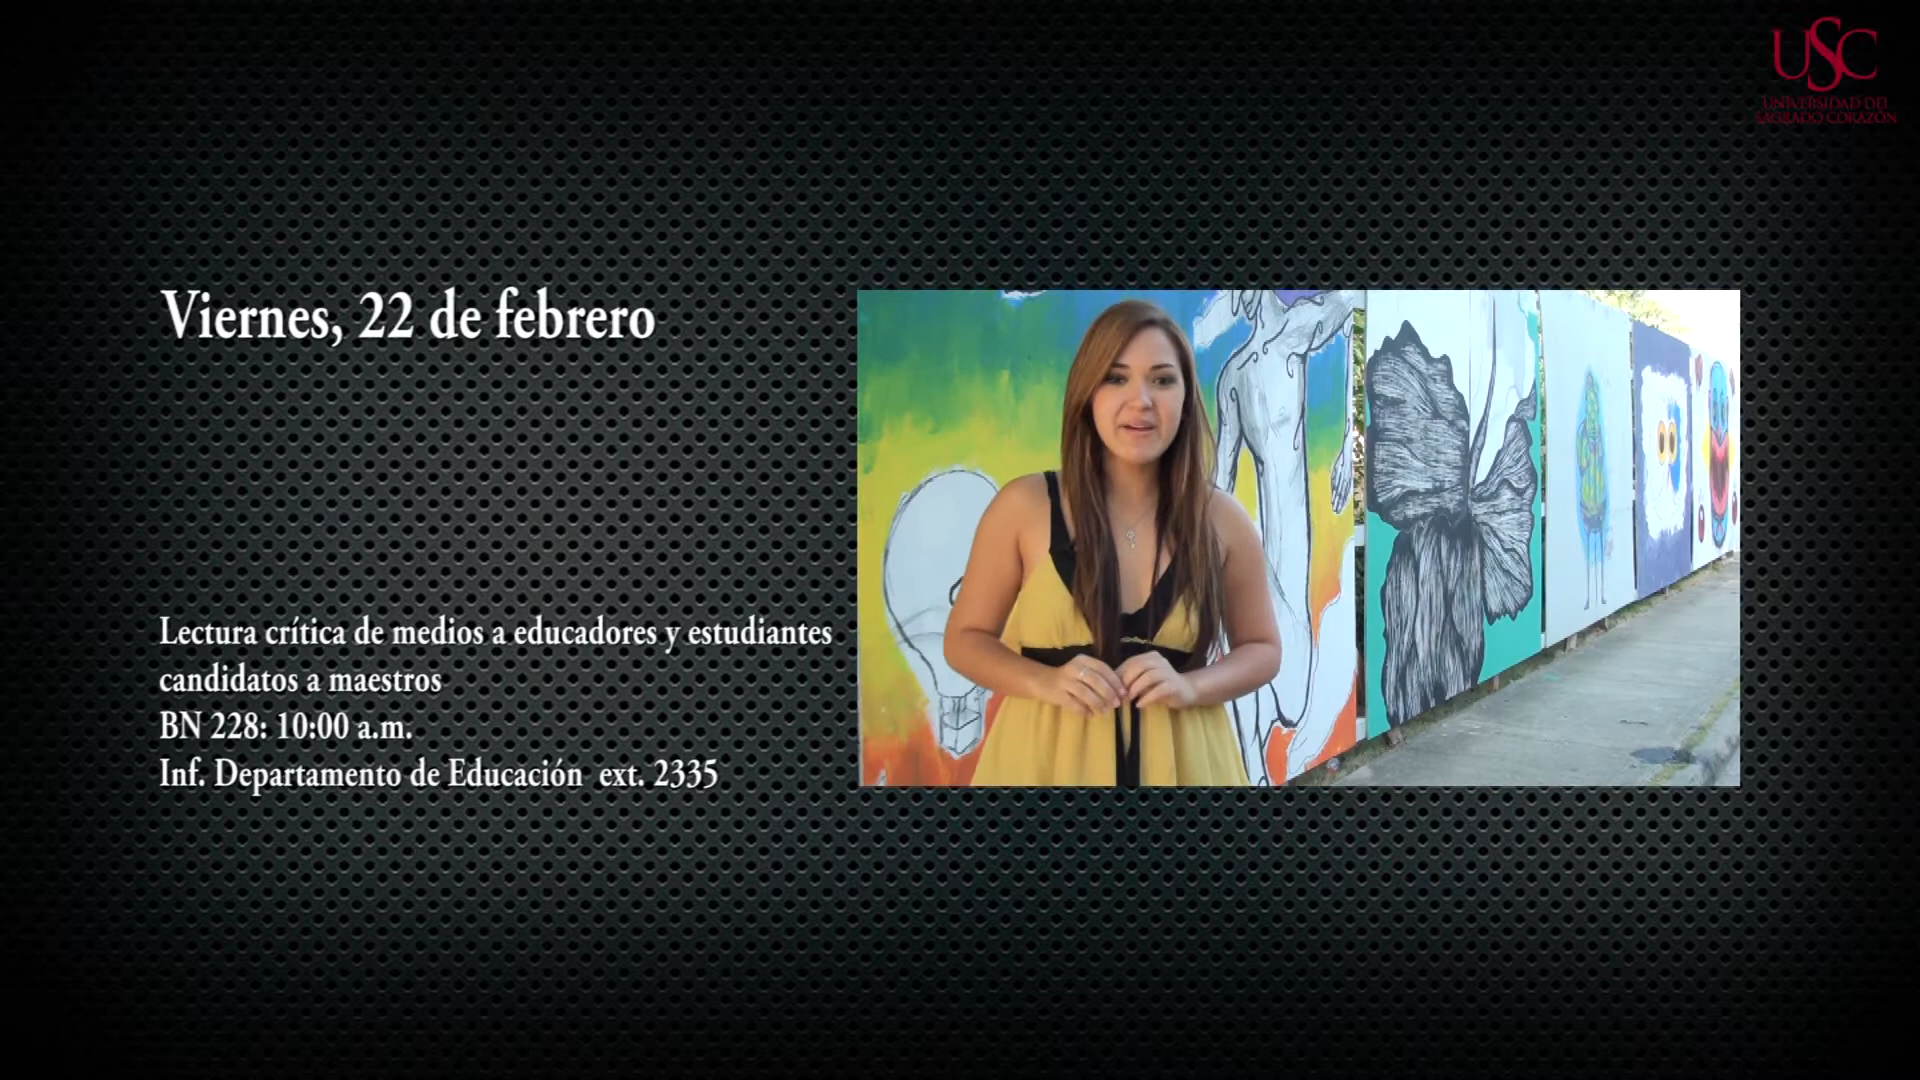 USC
UNIVERSIDAD DEL
SAGRADO CORAZÓN
Viernes, 22 de febrero
Lectura crítica de medios a educadores y estudiantes
candidatos a maestros
BN 228: 10:00 a.m.
Inf. Departamento de Educación ext. 2335